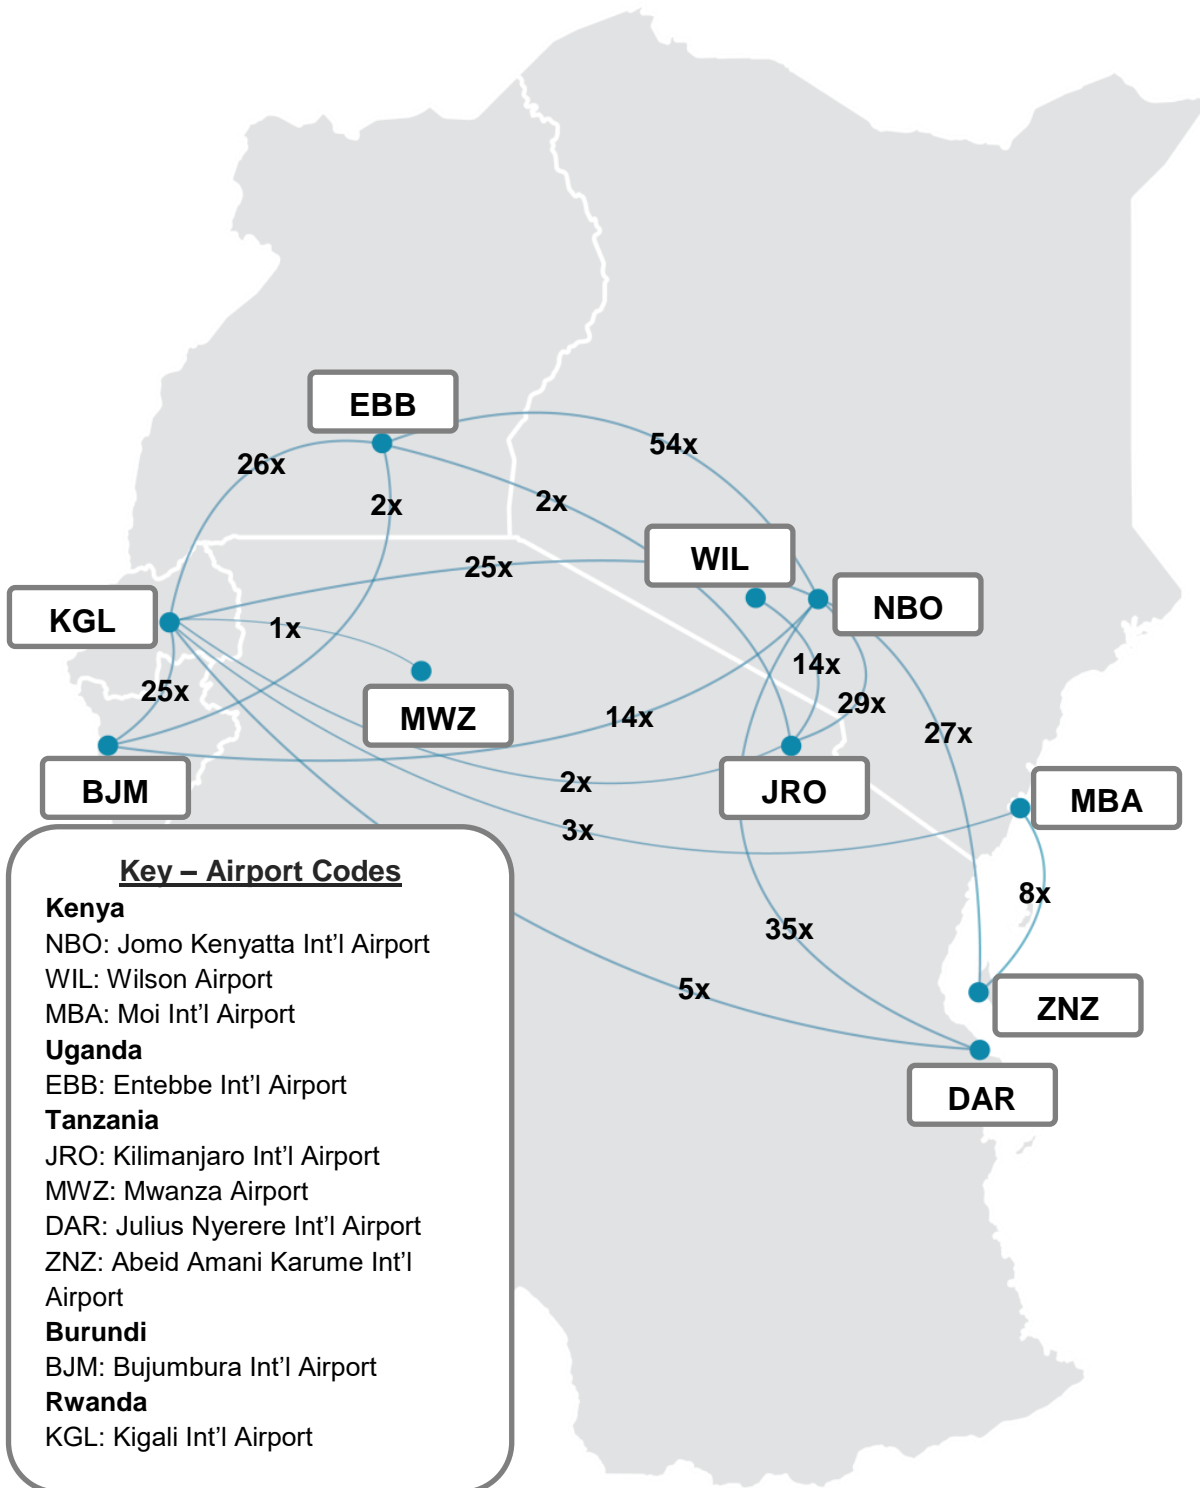 EBB
54x
26x
2x
2x
WIL
25x
NBO
KGL
1x
14x
25x
MWZ
14x
29x
27x
BJM
2x
JRO
MBA
3x
Key – Airport Codes
Kenya
NBO: Jomo Kenyatta Int’l Airport
WIL: Wilson Airport
MBA: Moi Int’l Airport
Uganda
EBB: Entebbe Int’l Airport
Tanzania
JRO: Kilimanjaro Int’l Airport
MWZ: Mwanza Airport
DAR: Julius Nyerere Int’l Airport
ZNZ: Abeid Amani Karume Int’l
Airport
Burundi
BJM: Bujumbura Int’l Airport
Rwanda
KGL: Kigali Int’l Airport
8x
35x
5x
ZNZ
DAR